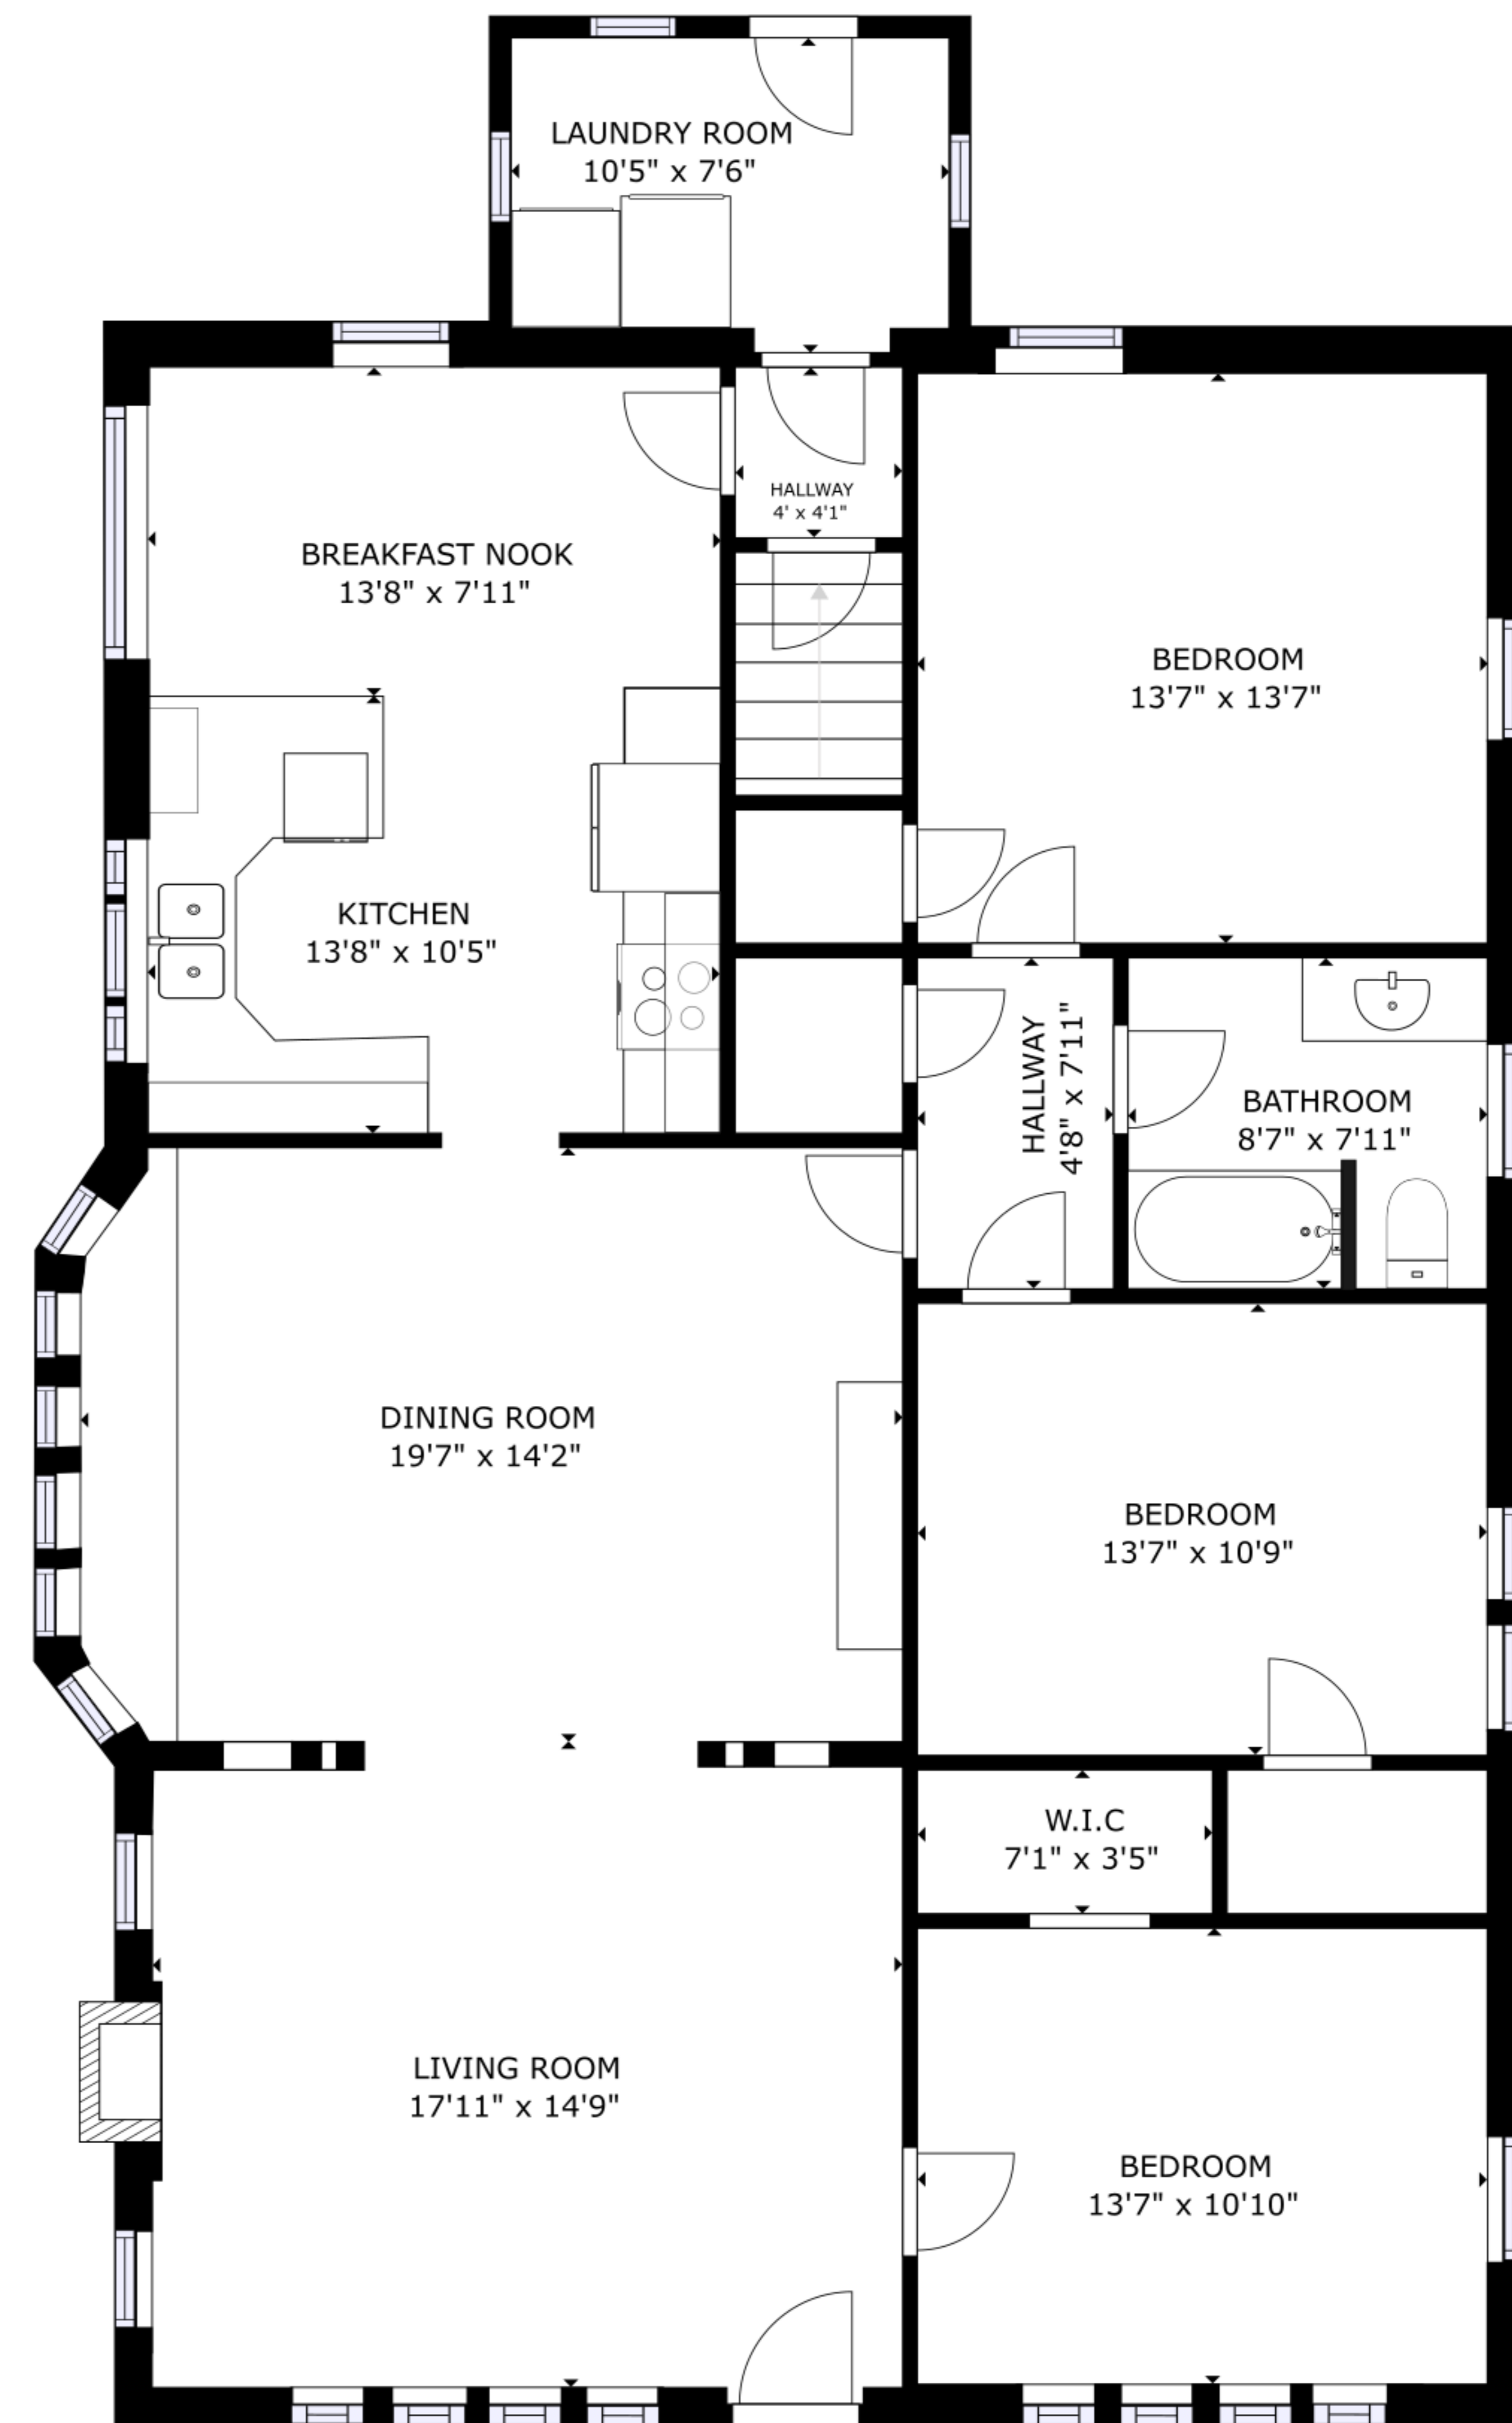 LAUNDRY ROOM
10'5" x 7'6"
HALLWAY
4' x 4'1"
BREAKFAST NOOK
13'8" x 7'11"
BEDROOM
13'7" x 13'7"
KITCHEN
13'8" x 10'5"
HALLWAY
4'8" x 7'11"
BATHROOM
8'7" x 7'11"
DINING ROOM
19'7" x 14'2"
BEDROOM
13'7" x 10'9"
W.I.C
7'1" x 3'5"
LIVING ROOM
17'11" x 14'9"
BEDROOM
13'7" x 10'10"